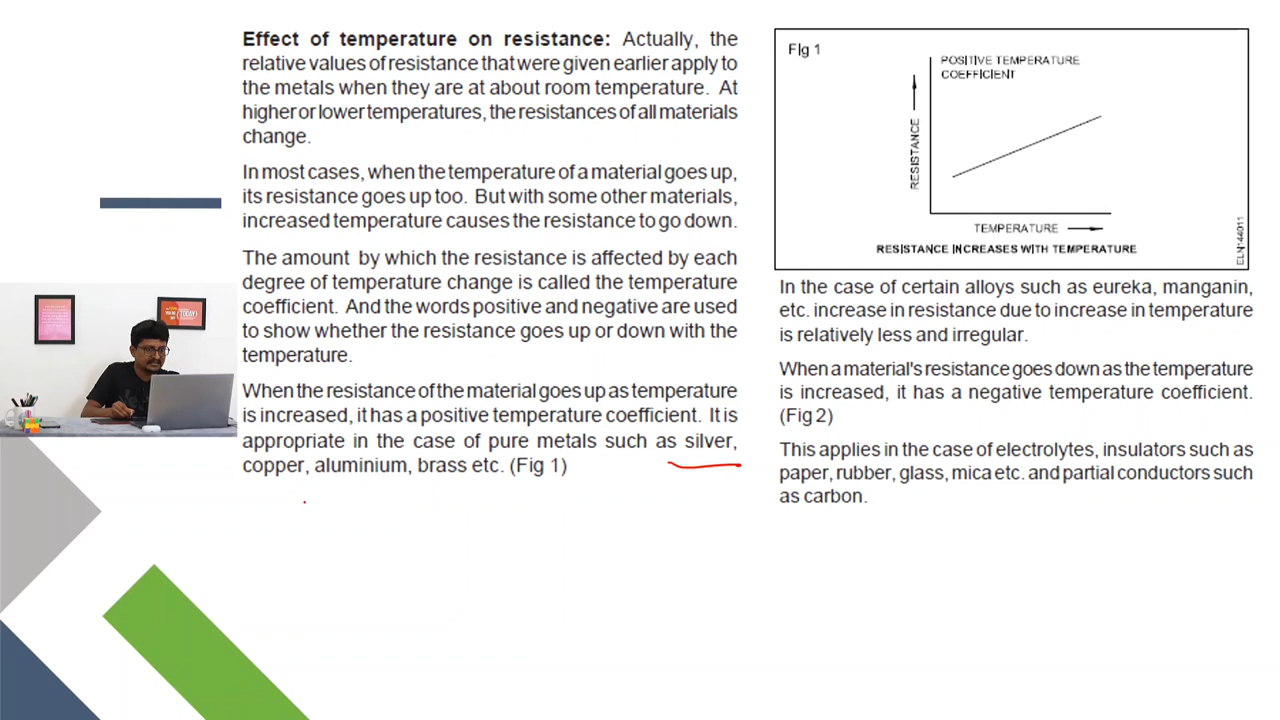 Effect of temperature on resistance: Actually, the
relative values of resistance that were given earlier apply to
the metals when they are at about room temperature. At
higher or lower temperatures, the resistances of all materials
change.
In most cases, when the temperature of a material goes up,
its resistance goes up too. But with some other materials,
increased temperature causes the resistance to go down.
The amount by which the resistance is affected by each
degree of temperature change is called the temperature
coefficient. And the words positive and negative are used
to show whether the resistance goes up or down with the
temperature.
When the resistance of the material goes up as temperature
is increased, it has a positive temperature coefficient. It is
appropriate in the case of pure metals such as silver,
copper, aluminium, brass etc. (Fig 1)
Fig 1
POSITIVE TEMPERATURE
COEFFICIENT
RESISTANCE
TEMPERATURE
RESISTANCE INCREASES WITH TEMPERATURE
ELN144011
In the case of certain alloys such as eureka, manganin,
etc. increase in resistance due to increase in temperature
is relatively less and irregular.
When a material's resistance goes down as the temperature
is increased, it has a negative temperature coefficient.
(Fig 2)
This applies in the case of electrolytes, insulators such as
paper, rubber, glass, mica etc. and partial conductors such
as carbon.
TODAY